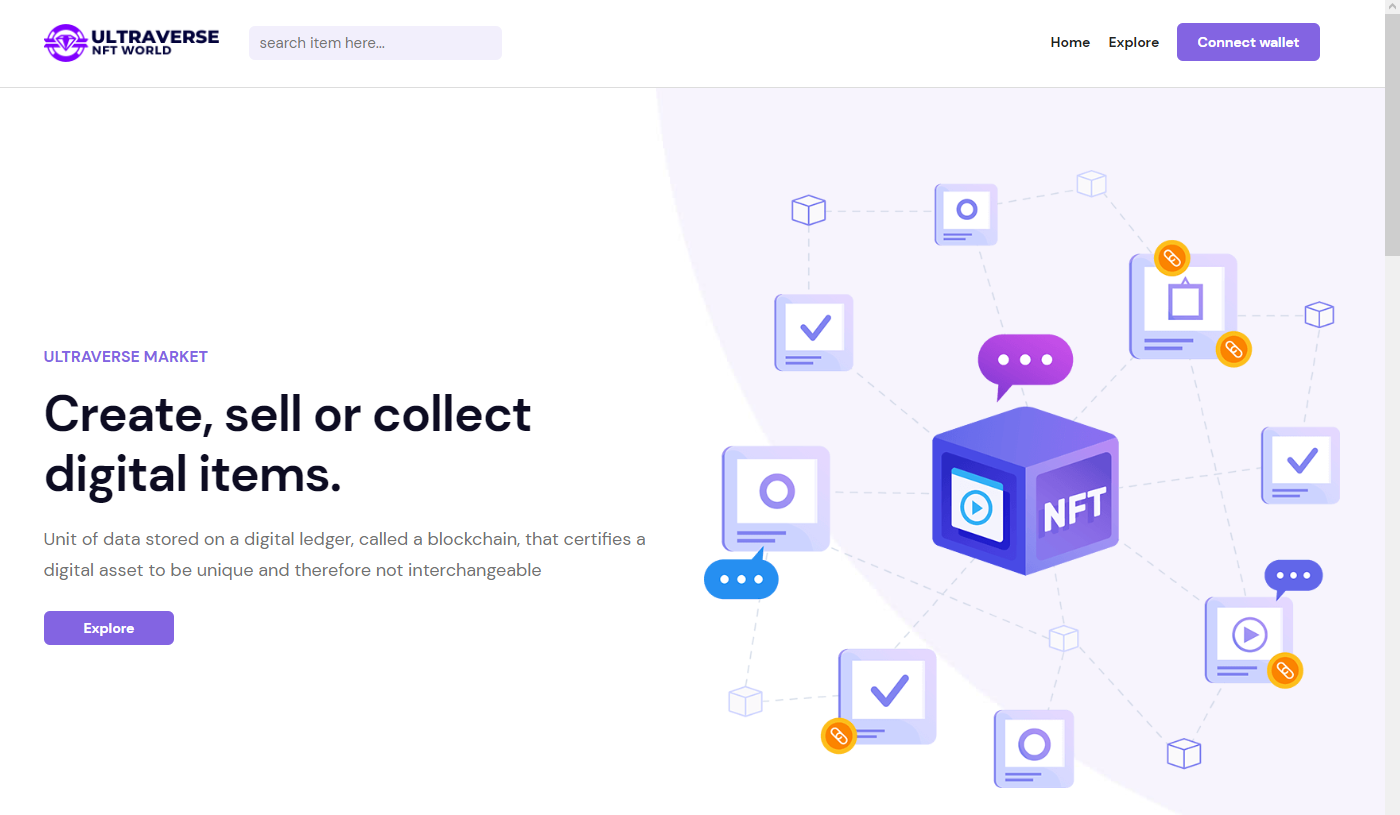 ULTRAVERSE
NFT WORLD
search item here...
Home
Explore
Connect wallet
ULTRAVERSE MARKET
Create, sell or collect
digital items.
Unit of data stored on a digital ledger, called a blockchain, that certifies a
digital asset to be unique and therefore not interchangeable
Explore
NFT